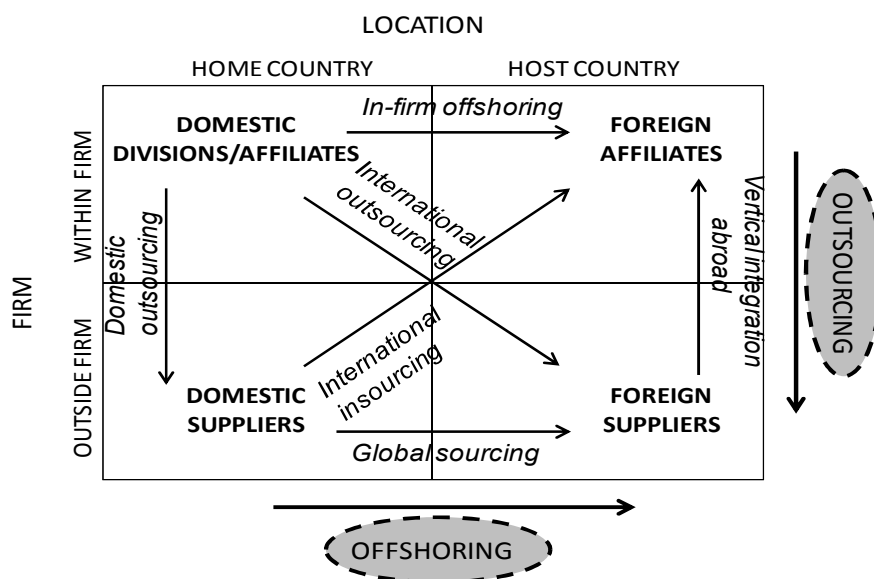 LOCATION
HOME COUNTRY
HOST COUNTRY
FIRM
WITHIN FIRM
OUTSIDE FIRM
DOMESTIC
DIVISIONS/AFFILIATES
In-firm offshoring
FOREIGN
AFFILIATES
International
outsourcing
Domestic
outsourcing
Vertical integration
abroad
OUTSOURCING
International
insourcing
DOMESTIC
SUPPLIERS
Global sourcing
FOREIGN
SUPPLIERS
OFFSHORING